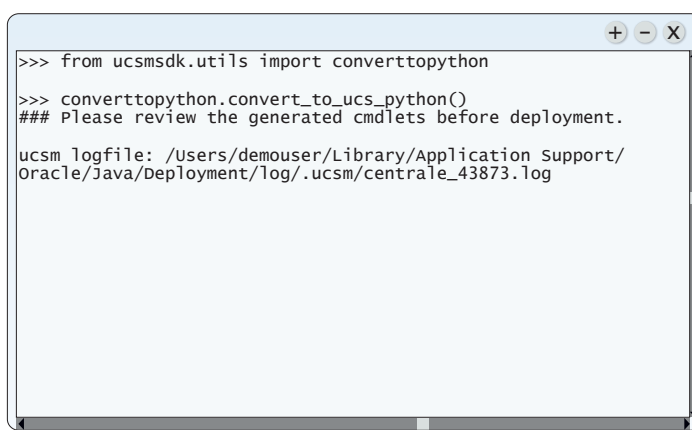 + - X
>>> from ucsmsdk.utils import converttopython
>>> converttopython.convert_to_ucs_python()
### Please review the generated cmdlets before deployment.
ucsm logfile: /Users/demouser/Library/Application Support/
Oracle/Java/Deployment/log/.ucsm/centrale_43873.log